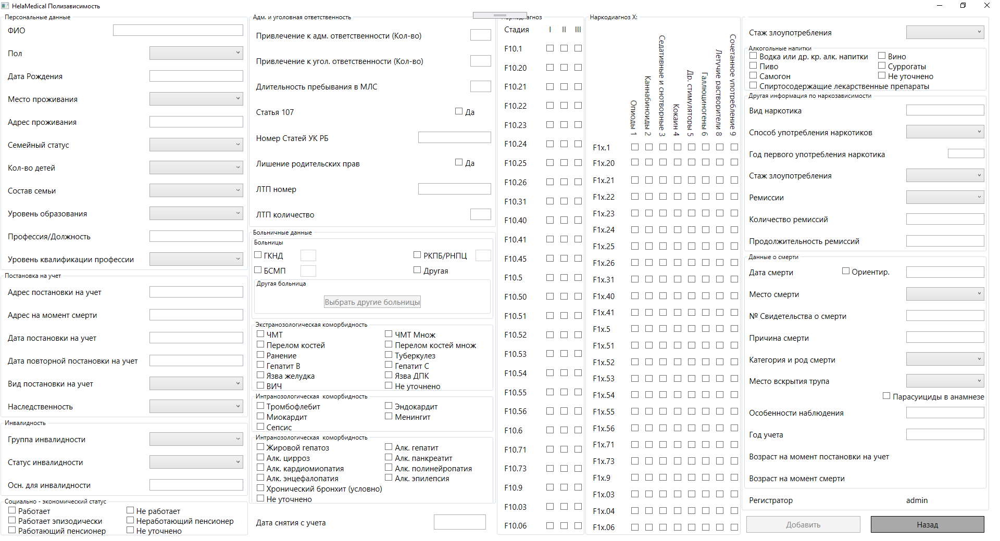 HelaMedical Полизависимость
Персональные данные
ФИО
Пол
Дата Рождения
Место проживания
Адрес проживания
Семейный статус
Кол-во детей
Состав семьи
Уровень образования
Профессия/Должность
Уровень квалификации профессии
Постановка на учет
Адрес постановки на учет
Адрес на момент смерти
Дата постановки на учет
Дата повторной постановки на учет
Вид постановки на учет
Наследственность
Инвалидность
Группа инвалидности
Статус инвалидности
Осн. для инвалидности
Социально - экономический статус
Работает Не работает
Работает эпизодически Неработающий пенсионер
Работающий пенсионер Не уточнено
Адм. и уголовная ответственность
Привлечение к адм. ответственности (Кол-во)
Привлечение к угол. ответственности (Кол-во)
Длительность пребывания в МЛС
Статья 107 Да
Номер Статей УК РБ
Лишение родительских прав Да
ЛТП номер
ЛТП количество
Больничные данные
Больницы
ГКНД РКПБ/РНПЦ
БСМП Другая
Другая больница
Выбрать другие больницы
Экстранозологическая коморбидность
ЧМТ ЧМТ Множ
Перелом костей Перелом костей множ
Ранение Туберкулез
Гепатит В Гепатит С
Язва желудка Язва ДПК
ВИЧ Не уточнено
Интранозологическая коморбидность
Тромбофлебит Эндокардит
Миокардит Менингит
Сепсис
Интранозологическая коморбидность
Жировой гепатоз Алк. гепатит
Алк. цирроз Алк. панкреатит
Алк. кардиомиопатия Алк. полинейропатия
Алк. энцефалопатия Алк. эпилепсия
Хронический бронхит (условно)
Не уточнено
Дата снятия с учета
Стадия I II III
F10.1
F10.20
F10.21
F10.22
F10.23
F10.24
F10.25
F10.26
F10.31
F10.40
F10.41
F10.45
F10.5
F10.50
F10.51
F10.52
F10.53
F10.54
F10.55
F10.56
F10.6
F10.71
F10.73
F10.9
F10.03
F10.06
Наркодиагноз X:
Опиоды 1
Каннабиноиды 2
Седативные и снотворные 3
Кокаин 4
Др. стимуляторы 5
Галлюциногены 6
Летучие растворители 8
Сочетанное употребление 9
F1x.1
F1x.20
F1x.21
F1x.22
F1x.23
F1x.24
F1x.25
F1x.26
F1x.31
F1x.40
F1x.41
F1x.5
F1x.51
F1x.52
F1x.53
F1x.54
F1x.55
F1x.56
F1x.71
F1x.73
F1x.9
F1x.03
F1x.04
F1x.06
Стаж злоупотребления
Алкогольные напитки
Водка или др. кр. алк. напитки Вино
Пиво Суррогаты
Самогон Не уточнено
Спиртосодержащие лекарственные препараты
Другая информация по наркозависимости
Вид наркотика
Способ употребления наркотиков
Год первого употребления наркотика
Стаж злоупотребления
Ремиссии
Количество ремиссий
Продолжительность ремиссий
Данные о смерти
Дата смерти Ориентир.
Место смерти
№ Свидетельства о смерти
Причина смерти
Категория и род смерти
Место вскрытия трупа
Парасуициды в анамнезе
Особенности наблюдения
Год учета
Возраст на момент постановки на учет
Возраст на момент смерти
Регистратор admin
Добавить Назад